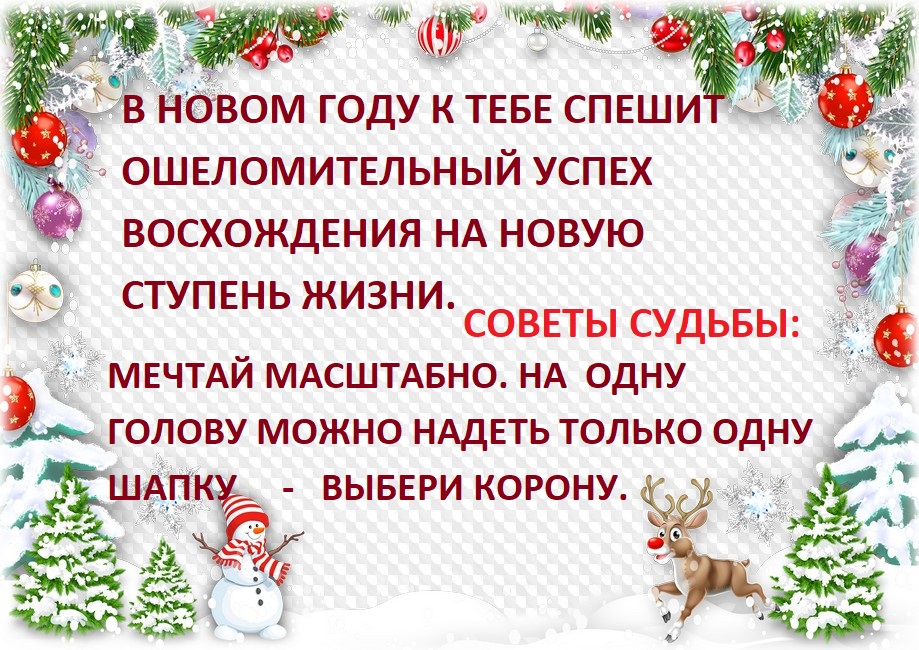 В НОВОМ ГОДУ К ТЕБЕ СПЕШИТ
ОШЕЛОМИТЕЛЬНЫЙ УСПЕХ
ВОСХОЖДЕНИЯ НА НОВУЮ
СТУПЕНЬ ЖИЗНИ.
СОВЕТЫ СУДЬБЫ:
МЕЧТАЙ МАСШТАБНО. НА ОДНУ
ГОЛОВУ МОЖНО НАДЕТЬ ТОЛЬКО ОДНУ
ШАПКУ - ВЫБЕРИ КОРОНУ.